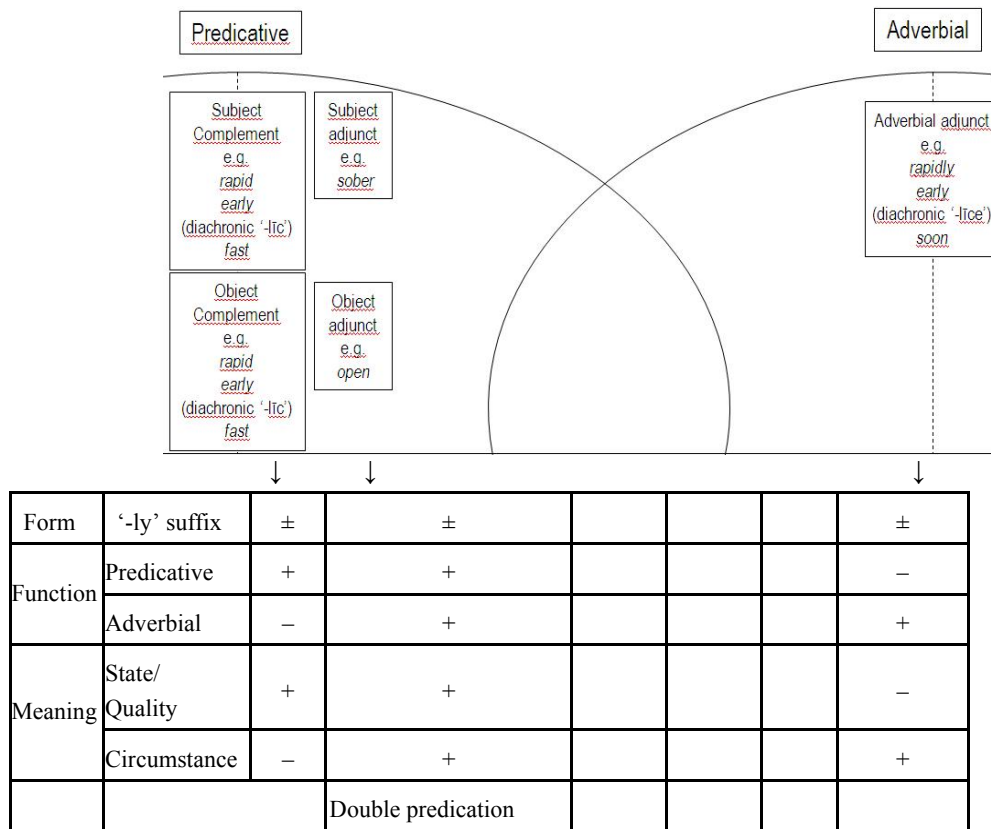 Predicative
Adverbial
Subject
Complement
e.g.
rapid
early
(diachronic ‘-līc’)
fast
Subject
adjunct
e.g.
sober
Adverbial adjunct
e.g.
rapidly
early
(diachronic ‘-līce’)
soon
Object
Complement
e.g.
rapid
early
(diachronic ‘-līc’)
fast
Object
adjunct
e.g.
open
↓ ↓ ↓
Form ‘-ly’ suffix ± ± ±
Function Predicative + + –
Adverbial – + +
Meaning State/
Quality + + –
Circumstance – + +
Double predication